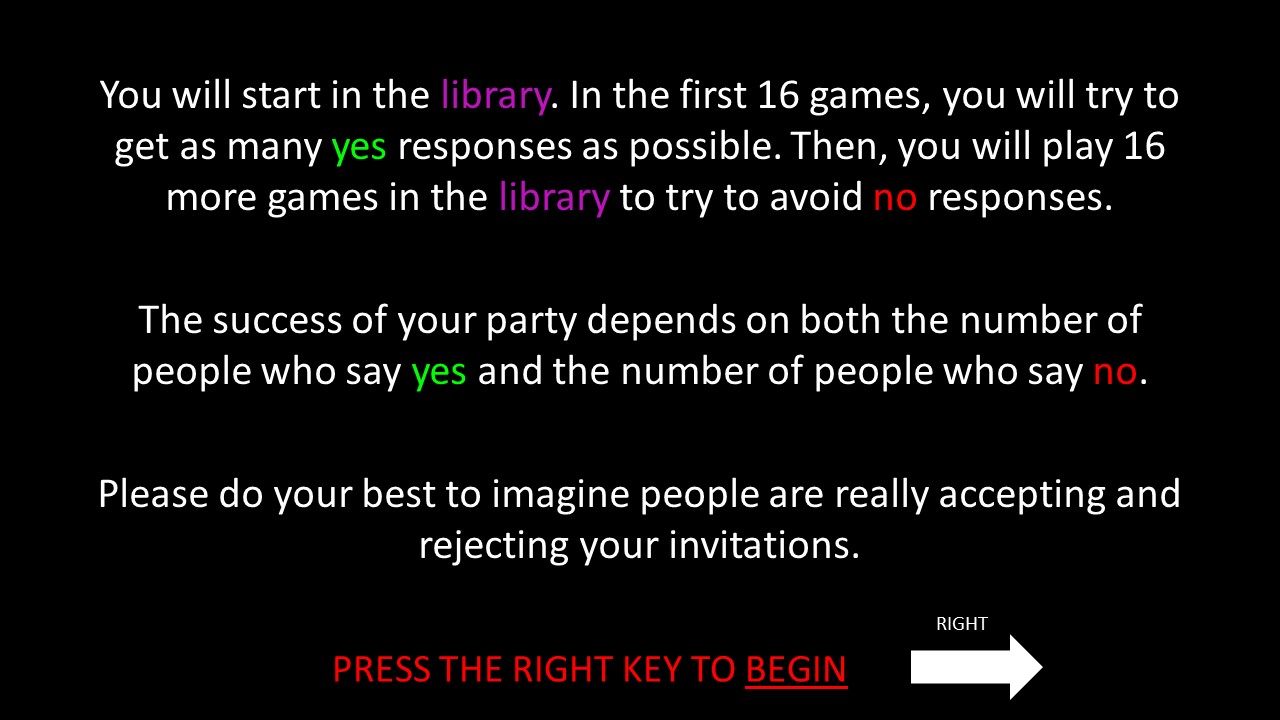 You will start in the library. In the first 16 games, you will try to
get as many yes responses as possible. Then, you will play 16
more games in the library to try to avoid no responses.
The success of your party depends on both the number of
people who say yes and the number of people who say no.
Please do your best to imagine people are really accepting and
rejecting your invitations.
RIGHT
PRESS THE RIGHT KEY TO BEGIN